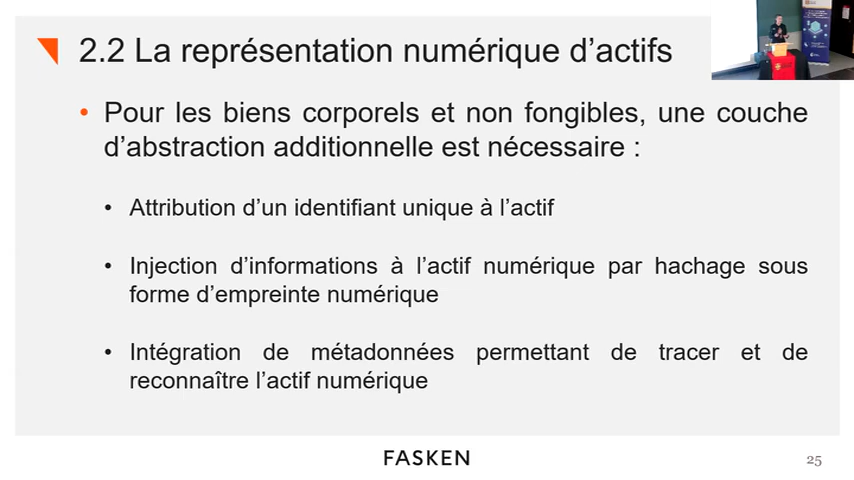 2.2 La représentation numérique d’actifs
• Pour les biens corporels et non fongibles, une couche
d’abstraction additionnelle est nécessaire :
• Attribution d’un identifiant unique à l’actif
• Injection d’informations à l’actif numérique par hachage sous
forme d’empreinte numérique
• Intégration de métadonnées permettant de tracer et de
reconnaître l’actif numérique
FASKEN
25